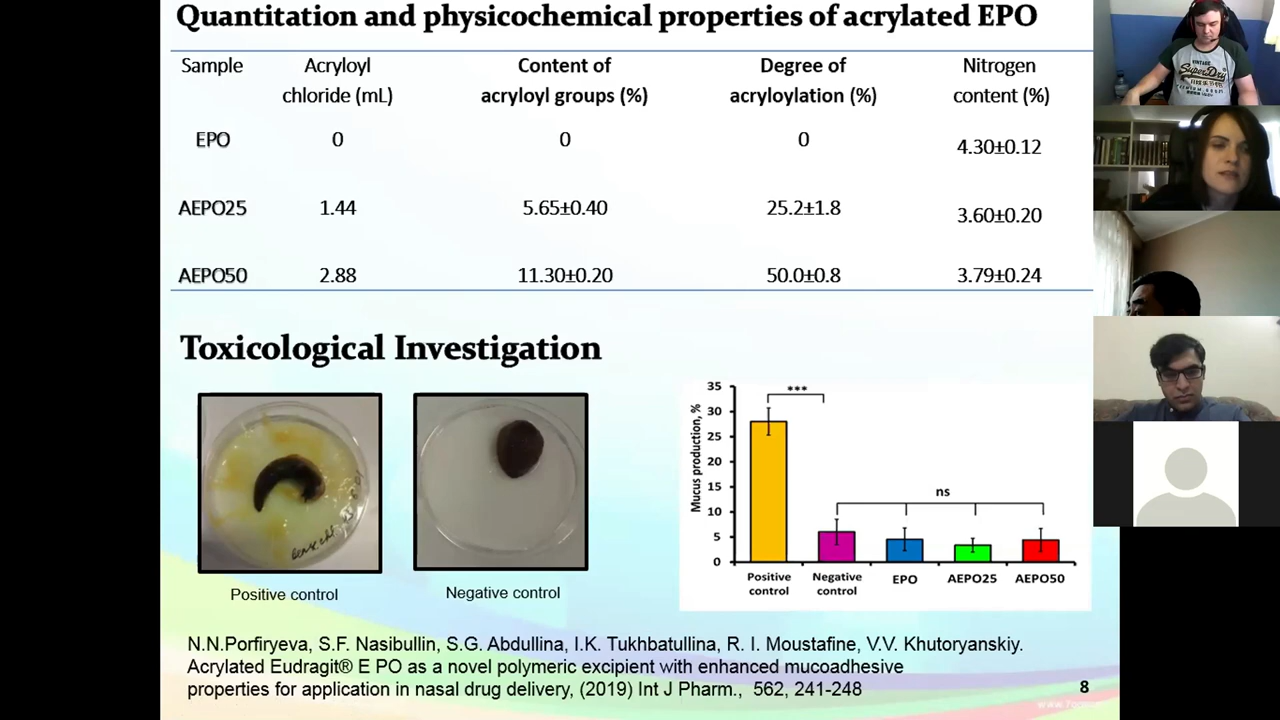 Quantitation and physicochemical properties of acrylated EPO
Sample Acryloyl chloride (mL) Content of acryloyl groups (%) Degree of acryloylation (%) Nitrogen content (%)
EPO 0 0 0 4.30±0.12
AEPO25 1.44 5.65±0.40 25.2±1.8 3.60±0.20
AEPO50 2.88 11.30±0.20 50.0±0.8 3.79±0.24
Toxicological Investigation
Positive control
Negative control
Mucus production, %
35
30
25
20
15
10
5
0
***
ns
Positive control
Negative control
EPO
AEPO25
AEPO50
N.N.Porfiryeva, S.F. Nasibullin, S.G. Abdullina, I.K. Tukhbatullina, R. I. Moustafine, V.V. Khutoryanskiy.
Acrylated Eudragit® E PO as a novel polymeric excipient with enhanced mucoadhesive
properties for application in nasal drug delivery, (2019) Int J Pharm., 562, 241-248
8
VINTAGE
SuperDry